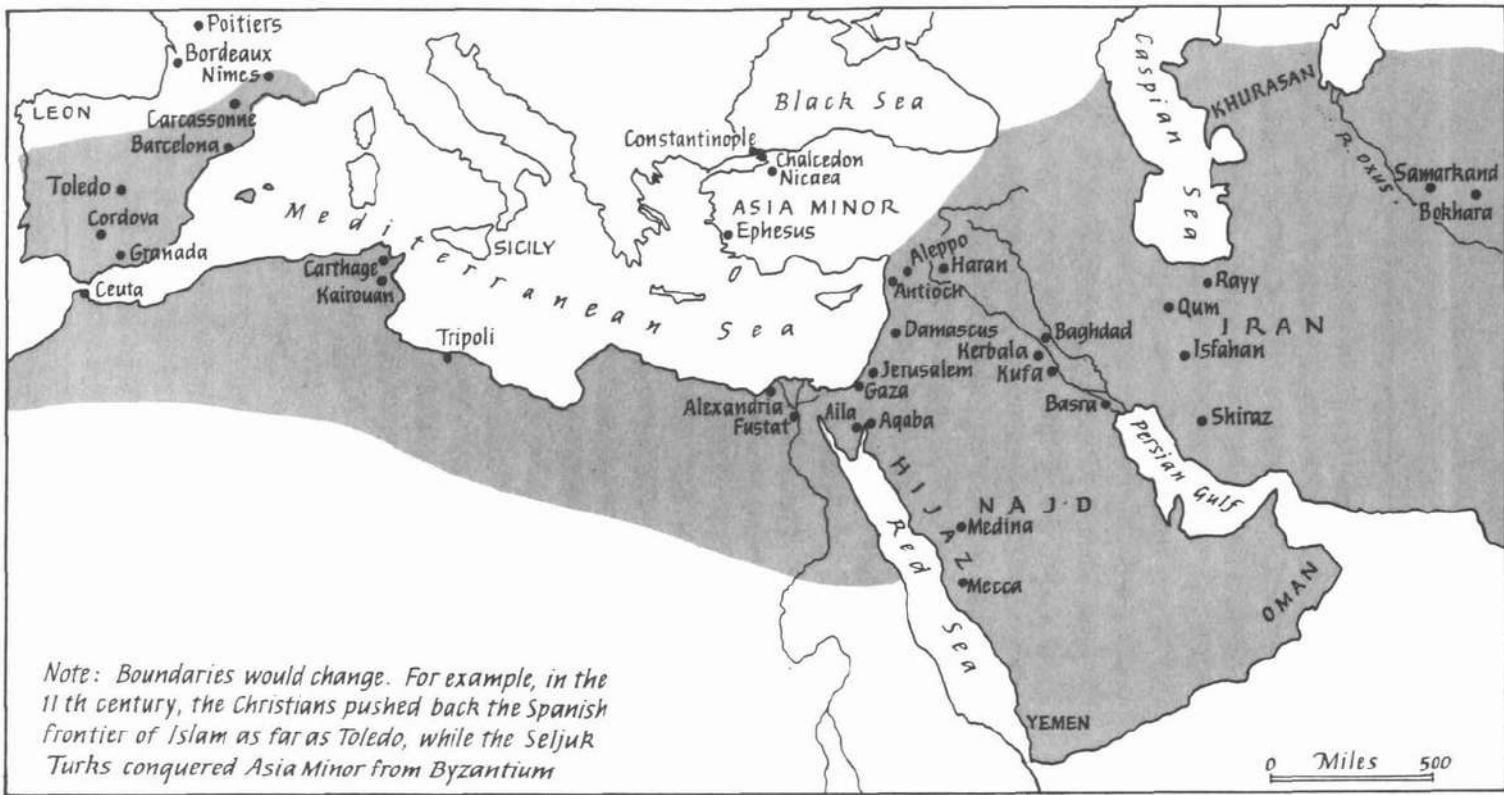 Poitiers
Bordeaux
Nîmes
LEON
Carcassonne
Barcelona
Toledo
Cordova
Granada
Ceuta
Mediterranean Sea
Carthage
Kairouan
Tripoli
SICILY
Black Sea
Constantinople
Chalcedon
Nicaea
ASIA MINOR
Ephesus
Caspian Sea
KHURASAN
R. OXUS
Samarkand
Bokhara
Aleppo
Haran
Antioch
Rayy
Qum
IRAN
Isfahan
Damascus
Baghdad
Kerbala
Kufa
Jerusalem
Gaza
Basra
Shiraz
Alexandria
Fustat
Aila
Aqaba
Persian Gulf
HIJAZ
NAJD
Medina
Mecca
Red Sea
OMAN
YEMEN
Note: Boundaries would change. For example, in the
11th century, the Christians pushed back the Spanish
frontier of Islam as far as Toledo, while the Seljuk
Turks conquered Asia Minor from Byzantium
0 Miles 500